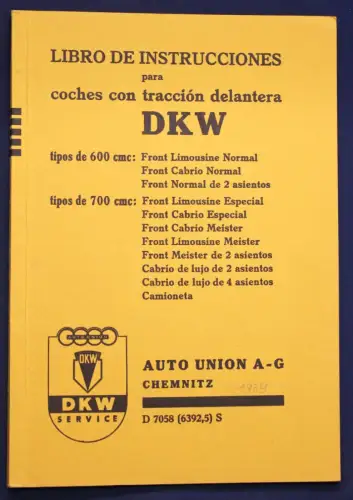 LIBRO DE INSTRUCCIONES
para
coches con tracción delantera
DKW
tipos de 600 cmc: Front Limousine Normal
Front Cabrio Normal
Front Normal de 2 asientos
tipos de 700 cmc: Front Limousine Especial
Front Cabrio Especial
Front Cabrio Meister
Front Limousine Meister
Front Meister de 2 asientos
Cabrio de lujo de 2 asientos
Cabrio de lujo de 4 asientos
Camioneta
AUTO UNION
DKW
DKW
SERVICE
AUTO UNION A-G
CHEMNITZ
D 7058 (6392,5) S